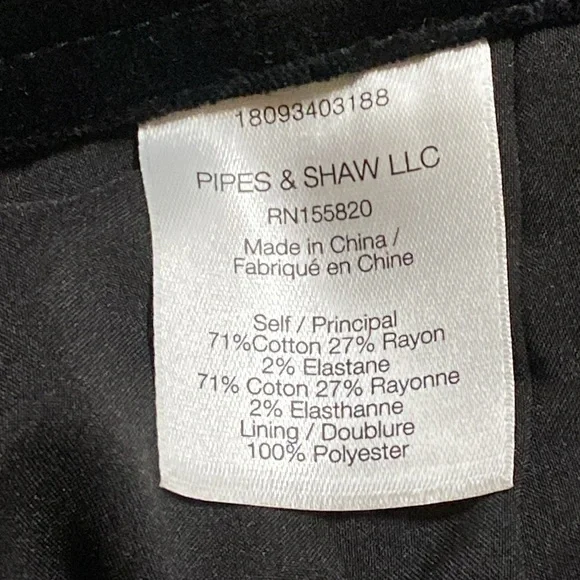 18093403188
PIPES & SHAW LLC
RN155820
Made in China /
Fabriqué en Chine
Self / Principal
71%Cotton 27% Rayon
2% Elastane
71% Coton 27% Rayonne
2% Elasthanne
Lining / Doublure
100% Polyester